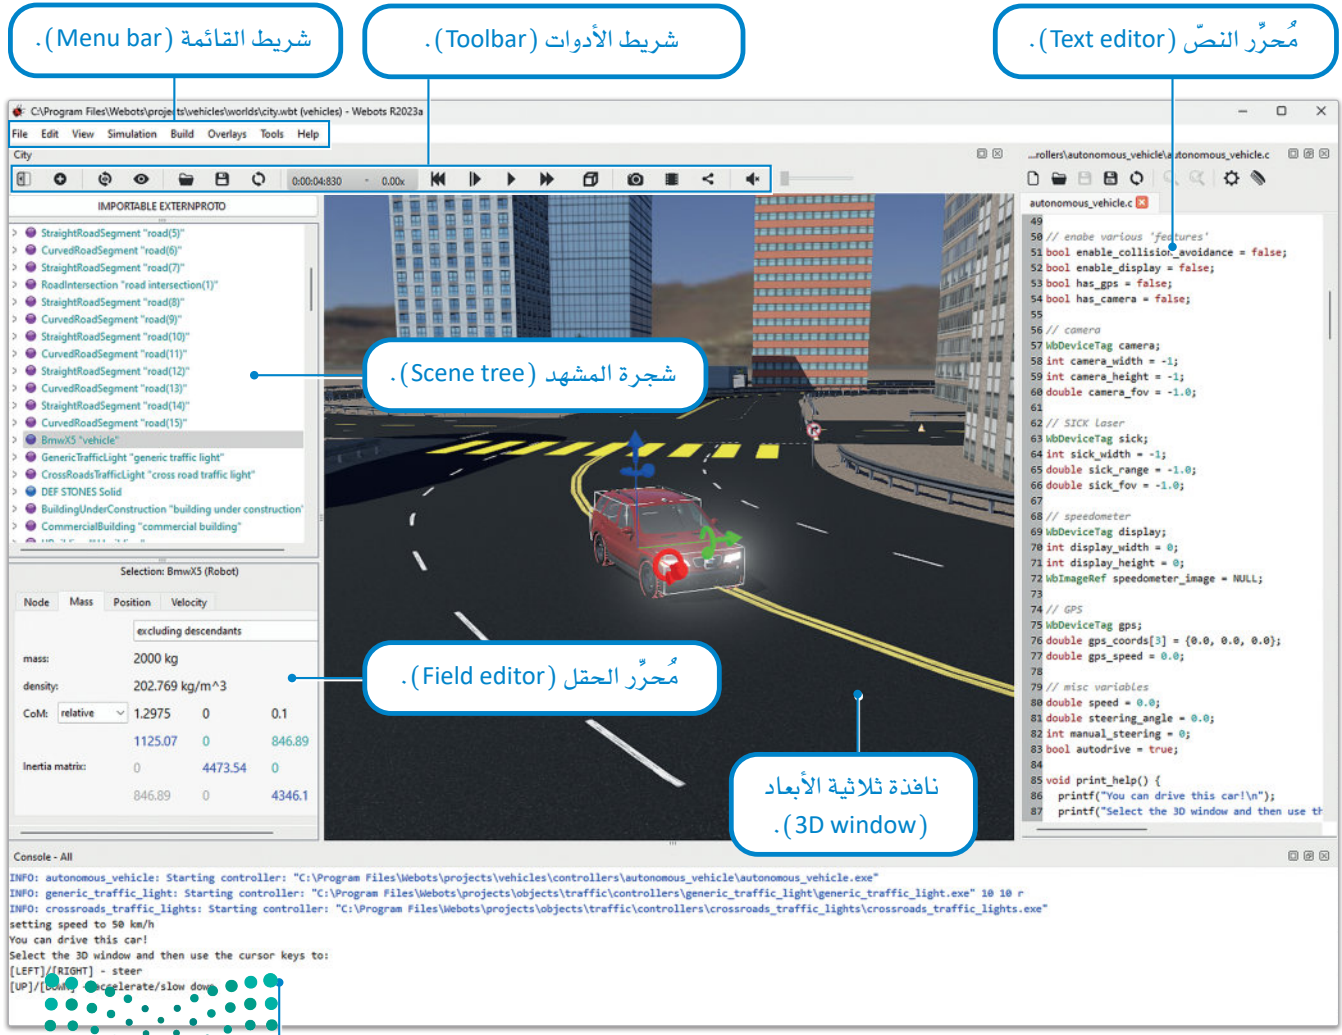 شريط القائمة (Menu bar).
شريط الأدوات (Toolbar).
مُحرِّر النصّ (Text editor).
C:\Program Files\Webots\projects\vehicles\worlds\city.wbt (vehicles) - Webots R2023a
File Edit View Simulation Build Overlays Tools Help
City
...rollers\autonomous_vehicle\autonomous_vehicle.c
0:00:04:830 - 0.00x
IMPORTABLE EXTERNPROTO
StraightRoadSegment "road(5)"
CurvedRoadSegment "road(6)"
StraightRoadSegment "road(7)"
RoadIntersection "road intersection(1)"
StraightRoadSegment "road(8)"
CurvedRoadSegment "road(9)"
StraightRoadSegment "road(10)"
CurvedRoadSegment "road(11)"
StraightRoadSegment "road(12)"
CurvedRoadSegment "road(13)"
StraightRoadSegment "road(14)"
CurvedRoadSegment "road(15)"
BmwX5 "vehicle"
GenericTrafficLight "generic traffic light"
CrossRoadsTrafficLight "cross road traffic light"
DEF STONES Solid
BuildingUnderConstruction "building under construction"
CommercialBuilding "commercial building"
شجرة المشهد (Scene tree).
Selection: BmwX5 (Robot)
Node Mass Position Velocity
excluding descendants
mass: 2000 kg
density: 202.769 kg/m^3
CoM: relative 1.2975 0 0.1
1125.07 0 846.89
Inertia matrix: 0 4473.54 0
846.89 0 4346.1
مُحرِّر الحقل (Field editor).
نافذة ثلاثية الأبعاد
(3D window).
autonomous_vehicle.c
49
50 // enabe various 'features'
51 bool enable_collision_avoidance = false;
52 bool enable_display = false;
53 bool has_gps = false;
54 bool has_camera = false;
55
56 // camera
57 WbDeviceTag camera;
58 int camera_width = -1;
59 int camera_height = -1;
60 double camera_fov = -1.0;
61
62 // SICK laser
63 WbDeviceTag sick;
64 int sick_width = -1;
65 double sick_range = -1.0;
66 double sick_fov = -1.0;
67
68 // speedometer
69 WbDeviceTag display;
70 int display_width = 0;
71 int display_height = 0;
72 WbImageRef speedometer_image = NULL;
73
74 // GPS
75 WbDeviceTag gps;
76 double gps_coords[3] = {0.0, 0.0, 0.0};
77 double gps_speed = 0.0;
78
79 // misc variables
80 double speed = 0.0;
81 double steering_angle = 0.0;
82 int manual_steering = 0;
83 bool autodrive = true;
84
85 void print_help() {
86 printf("You can drive this car!\n");
87 printf("Select the 3D window and then use th
Console - All
INFO: autonomous_vehicle: Starting controller: "C:\Program Files\Webots\projects\vehicles\controllers\autonomous_vehicle\autonomous_vehicle.exe"
INFO: generic_traffic_light: Starting controller: "C:\Program Files\Webots\projects\objects\traffic\controllers\generic_traffic_light\generic_traffic_light.exe" 10 10 r
INFO: crossroads_traffic_lights: Starting controller: "C:\Program Files\Webots\projects\objects\traffic\controllers\crossroads_traffic_lights\crossroads_traffic_lights.exe"
setting speed to 50 km/h
You can drive this car!
Select the 3D window and then use the cursor keys to:
[LEFT]/[RIGHT] - steer
[UP]/[DOWN] - accelerate/slow down